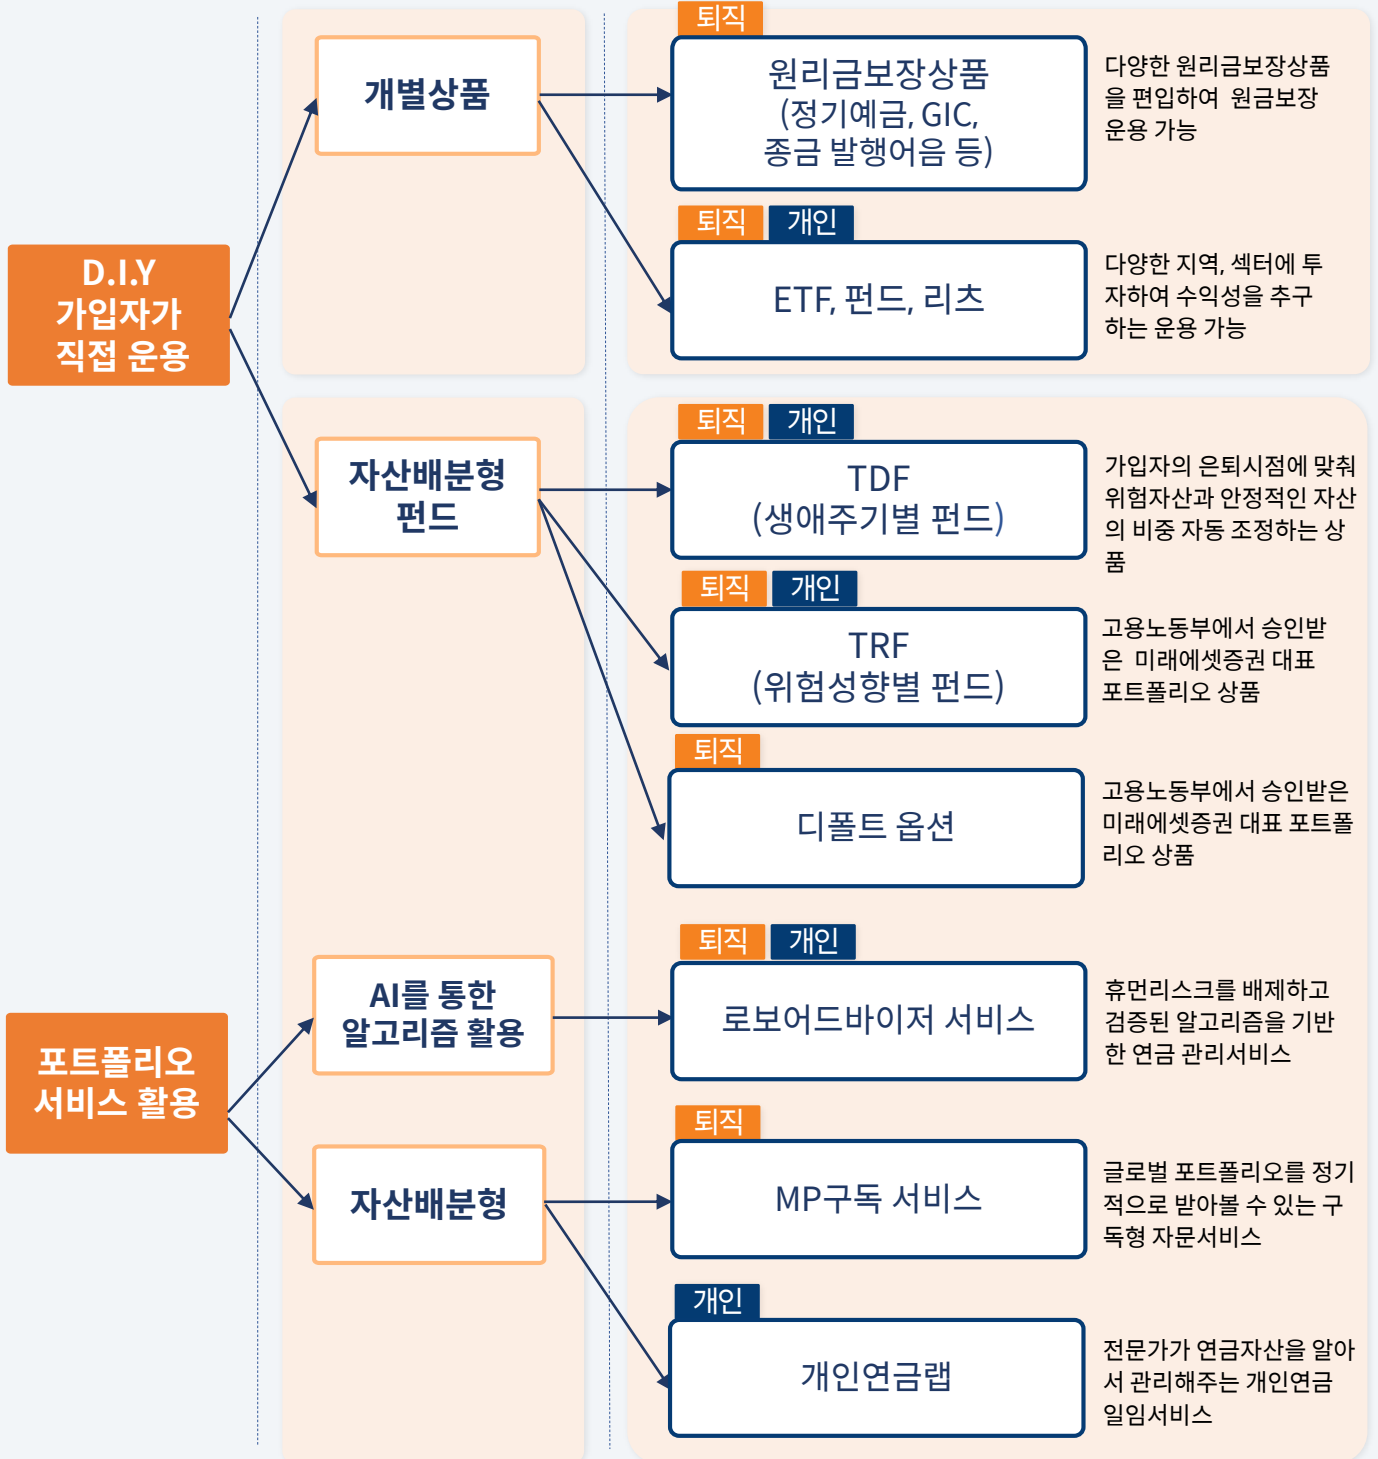 D.I.Y
가입자가
직접 운용
개별상품
퇴직
원리금보장상품
(정기예금, GIC,
종금 발행어음 등)
다양한 원리금보장상품
을 편입하여 원금보장
운용 가능
퇴직 개인
ETF, 펀드, 리츠
다양한 지역, 섹터에 투
자하여 수익성을 추구
하는 운용 가능
자산배분형
펀드
퇴직 개인
TDF
(생애주기별 펀드)
가입자의 은퇴시점에 맞춰
위험자산과 안정적인 자산
의 비중 자동 조정하는 상
품
퇴직 개인
TRF
(위험성향별 펀드)
고용노동부에서 승인받
은 미래에셋증권 대표
포트폴리오 상품
퇴직
디폴트 옵션
고용노동부에서 승인받은
미래에셋증권 대표 포트폴
리오 상품
포트폴리오
서비스 활용
AI를 통한
알고리즘 활용
퇴직 개인
로보어드바이저 서비스
휴먼리스크를 배제하고
검증된 알고리즘을 기반
한 연금 관리서비스
자산배분형
퇴직
MP구독 서비스
글로벌 포트폴리오를 정기
적으로 받아볼 수 있는 구
독형 자문서비스
개인
개인연금랩
전문가가 연금자산을 알아
서 관리해주는 개인연금
일임서비스